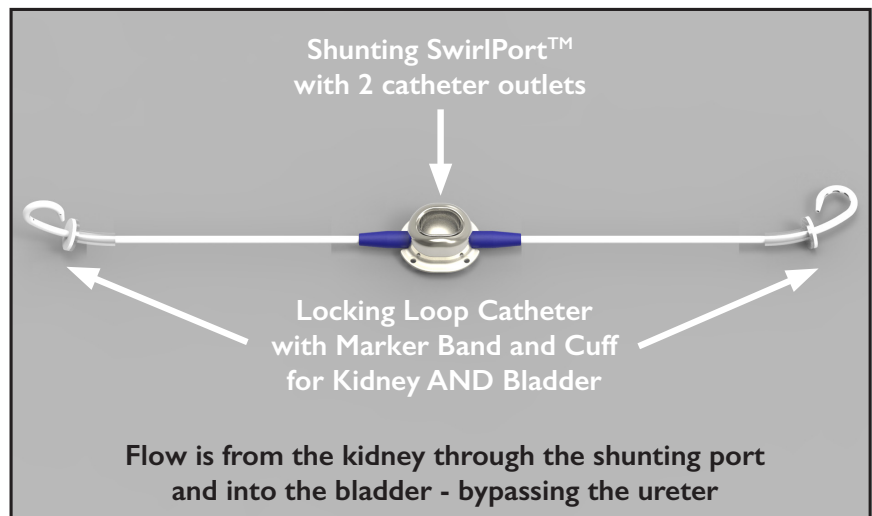 Shunting SwirlPort™
with 2 catheter outlets
Locking Loop Catheter
with Marker Band and Cuff
for Kidney AND Bladder
Flow is from the kidney through the shunting port
and into the bladder - bypassing the ureter